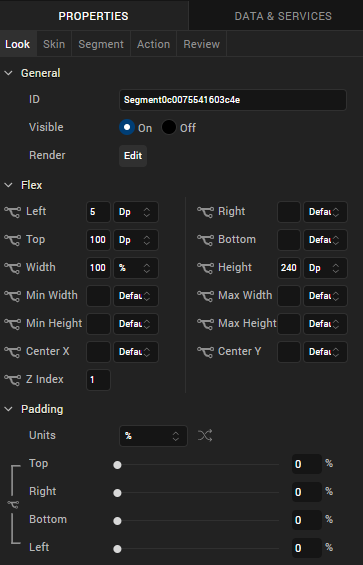 PROPERTIES DATA & SERVICES
Look Skin Segment Action Review
General
ID Segment0c0075541603c4e
Visible On Off
Render Edit
Flex
Left 5 Dp Right Defau
Top 100 Dp Bottom Defau
Width 100 % Height 240 Dp
Min Width Defau Max Width Defau
Min Height Defau Max Height Defau
Center X Defau Center Y Defau
Z Index 1
Padding
Units %
Top 0 %
Right 0 %
Bottom 0 %
Left 0 %